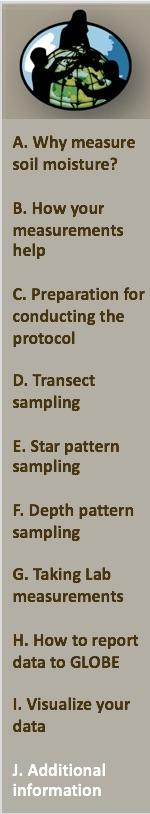 A. Why measure
soil moisture?
B. How your
measurements
help
C. Preparation for
conducting the
protocol
D. Transect
sampling
E. Star pattern
sampling
F. Depth pattern
sampling
G. Taking Lab
measurements
H. How to report
data to GLOBE
I. Visualize your
data
J. Additional
information